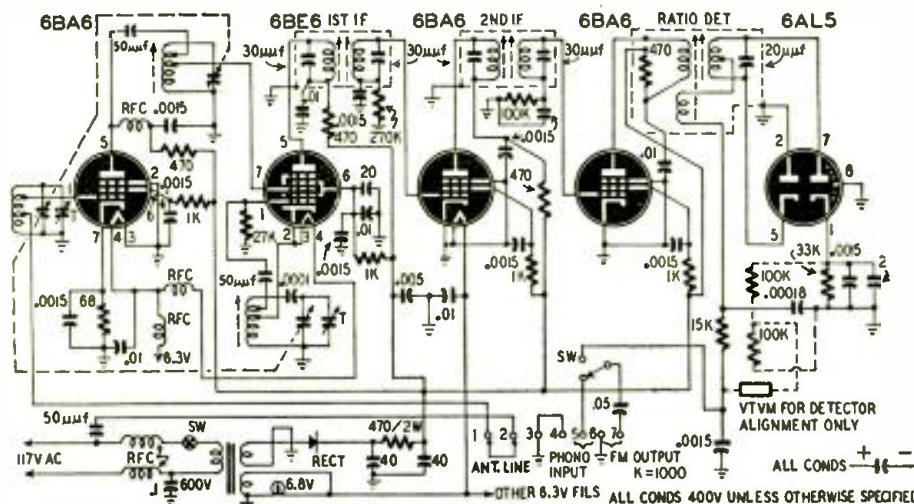 6BA6 6BE6 1ST IF 6BA6 2ND IF 6BA6 RATIO DET 6AL5
50μμf 30μμf 30μμf 30μμf 470 20μμf
.01 100K
RFC .0015 .0015 .0015 .01
5 470 5 470 270K 470 2 7
7 6 20 8
2 .0015 1
1K .01 5 1
7 4 3 27K 2 3 4 .0015 1K .0015 1K .0015 1K 33K .0015
RFC 50μμf .0001 .005 .01 100K .00018 2
.0015 68 RFC T 15K 100K
.01 6.3V SW
50μμf .05 VTVM FOR DETECTOR
ALIGNMENT ONLY
SW 470/2W 1 2 3 4 5 6 7 .0015
117V AC RFC RECT 40 40 ANT. LINE PHONO INPUT FM OUTPUT
K=1000 ALL CONDS + -
600V 6.8V OTHER 6.3V FILS ALL CONDS 400V UNLESS OTHERWISE SPECIFIED